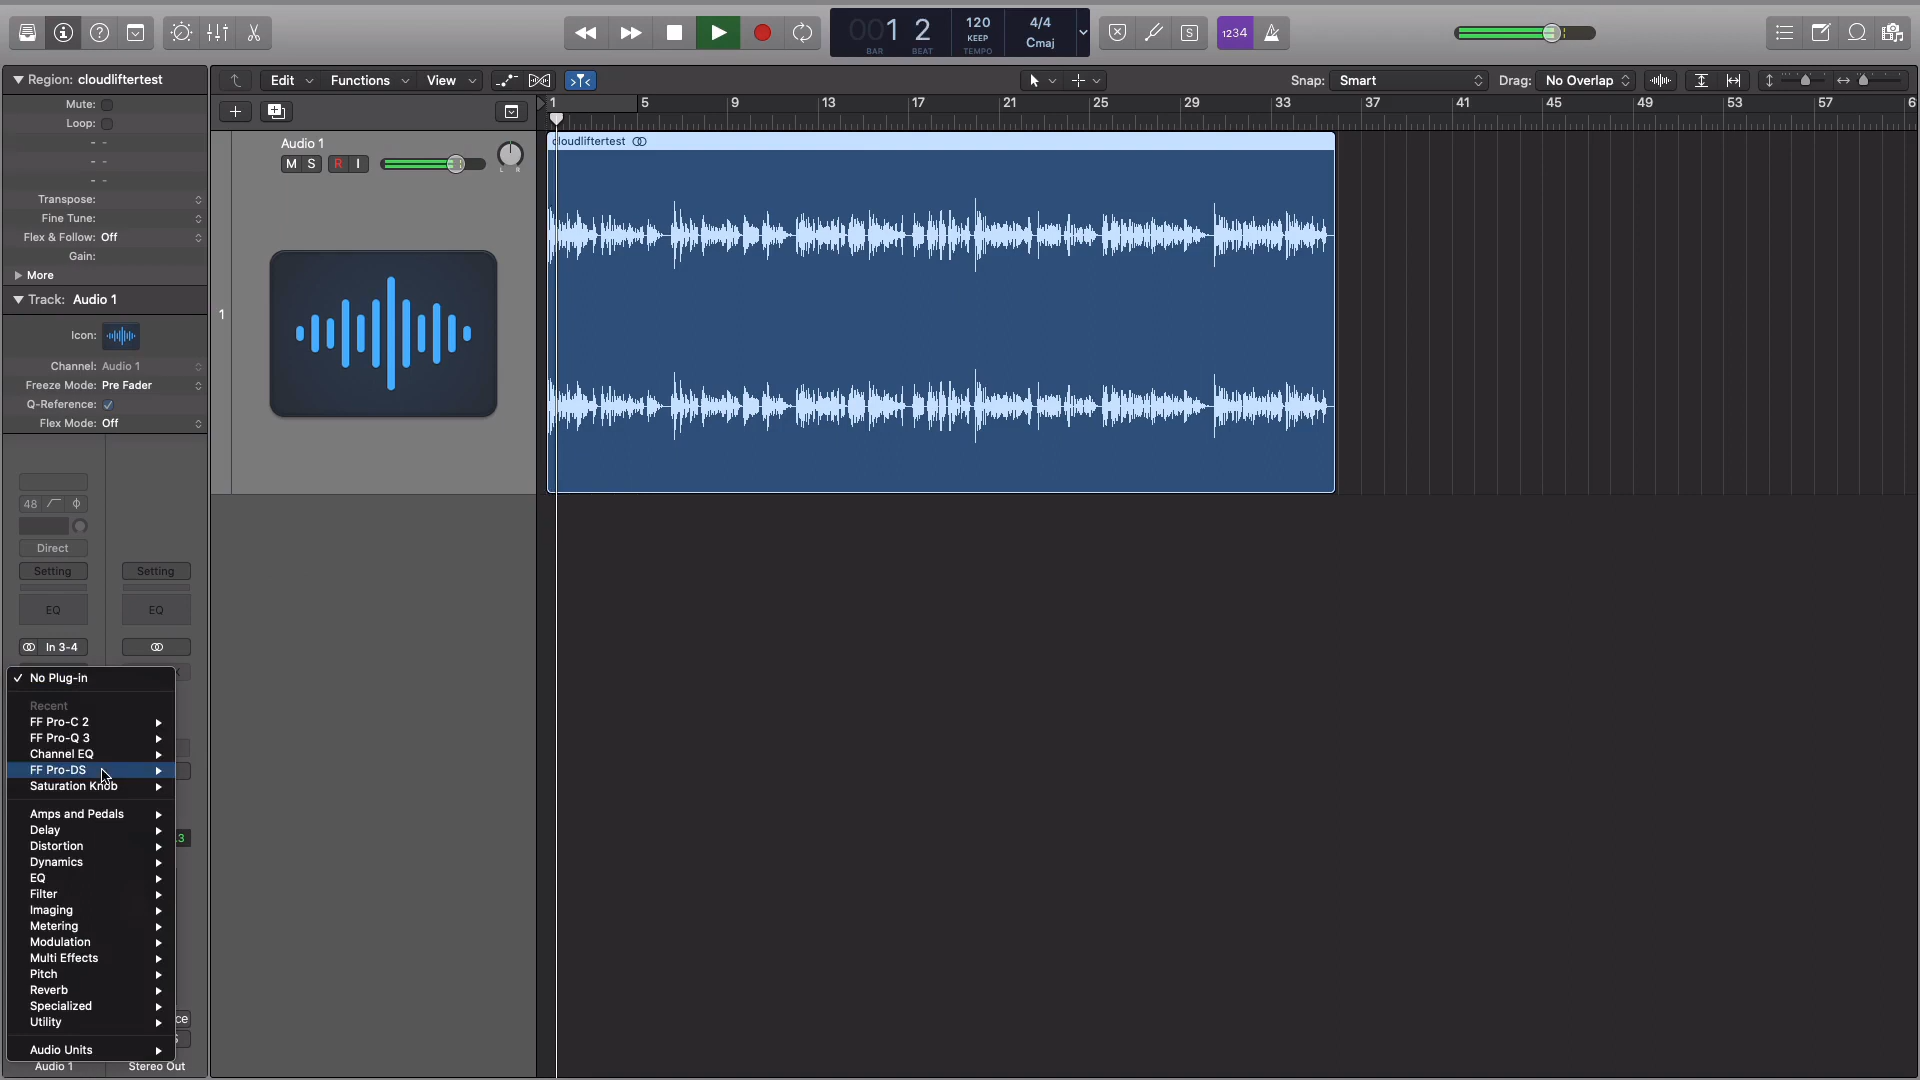 001 2
BAR BEAT
120
KEEP
TEMPO
4/4
Cmaj
S
1234
Region: cloudliftertest
Mute:
Loop:
- -
- -
- -
Transpose:
Fine Tune:
Flex & Follow: Off
Gain:
More
Track: Audio 1
Icon:
Channel: Audio 1
Freeze Mode: Pre Fader
Q-Reference:
Flex Mode: Off
48
Direct
Setting Setting
EQ EQ
In 3-4
No Plug-in
Recent
FF Pro-C 2
FF Pro-Q 3
Channel EQ
FF Pro-DS
Saturation Knob
Amps and Pedals
Delay
.3
Distortion
Dynamics
EQ
Filter
Imaging
Metering
Modulation
Multi Effects
Pitch
Reverb
Specialized
Utility
ce
Audio Units
Audio 1 Stereo Out
Edit Functions View
Snap: Smart Drag: No Overlap
1 5 9 13 17 21 25 29 33 37 41 45 49 53 57 6
Audio 1
M S R I
L R
1
cloudliftertest